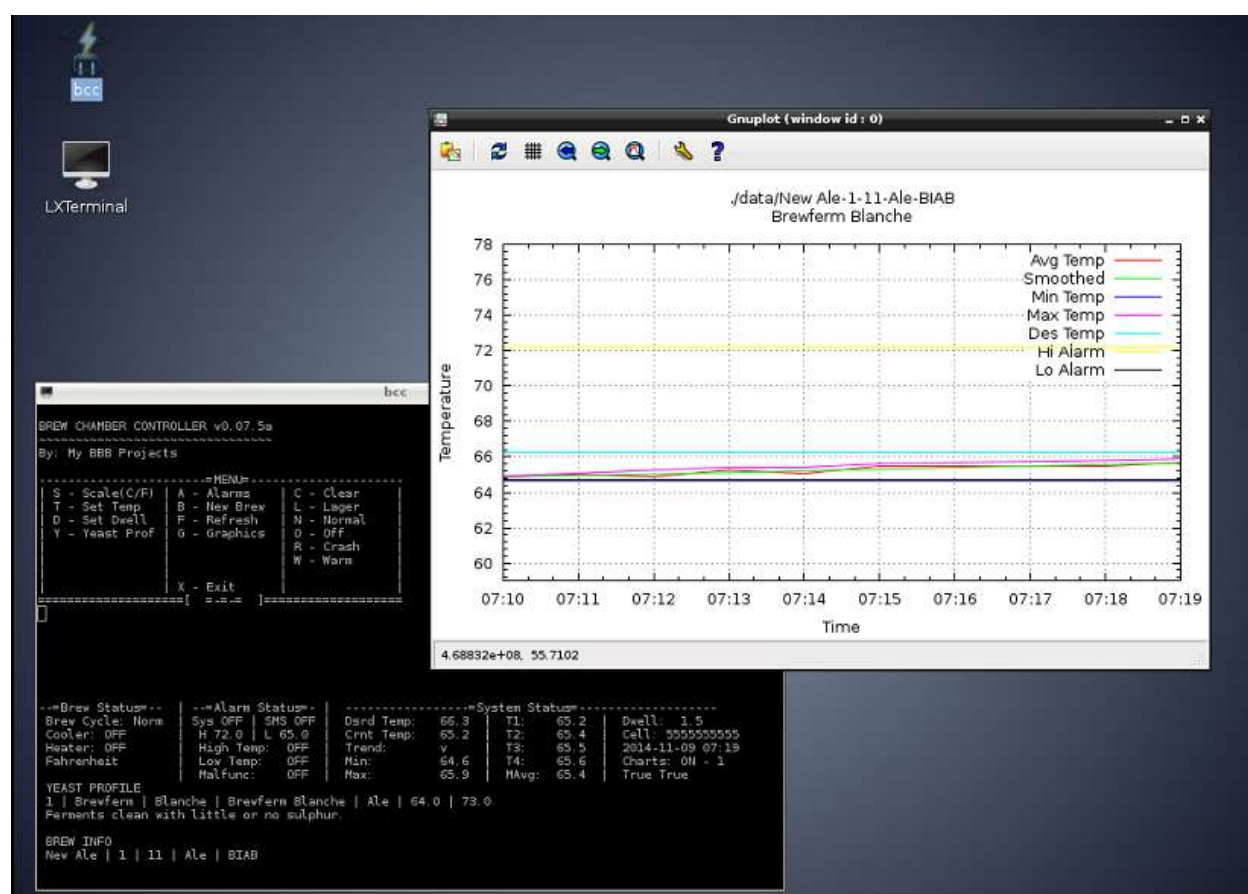 bcc
LXTerminal
Gnuplot (window id : 0)
./data/New Ale-1-11-Ale-BIAB
Brewferm Blanche
78
76
74
72
70
68
66
64
62
60
Temperature
Avg Temp
Smoothed
Min Temp
Max Temp
Des Temp
Hi Alarm
Lo Alarm
07:10 07:11 07:12 07:13 07:14 07:15 07:16 07:17 07:18 07:19
Time
4.68832e+08, 55.7102
bcc
BREW CHAMBER CONTROLLER v0.07.5a
~~~~~~~~~~~~~~~~~~~~~~~~~~~~~~~~
By: My BBB Projects
=MENU=
| S - Scale(C/F) | A - Alarms | C - Clear |
| T - Set Temp | B - New Brew | L - Lager |
| D - Set Dwell | F - Refresh | N - Normal |
| Y - Yeast Prof | G - Graphics | O - Off |
| R - Crash |
| W - Warm |
| X - Exit |
=====================[ =-=-= ]===================
--=Brew Status=-- | --=Alarm Status=- | -----------------=System Status=-------------------
Brew Cycle: Norm | Sys OFF | SMS OFF | Dsrd Temp: 66.3 | T1: 65.2 | Dwell: 1.5
Cooler: OFF | H 72.0 | L 65.0 | Crnt Temp: 65.2 | T2: 65.4 | Cell: 5555555555
Heater: OFF | High Temp: OFF | Trend: v | T3: 65.5 | 2014-11-09 07:19
Fahrenheit | Low Temp: OFF | Min: 64.6 | T4: 65.6 | Charts: ON - 1
| Malfunc: OFF | Max: 65.9 | MAvg: 65.4 | True True
YEAST PROFILE
1 | Brewferm | Blanche | Brewferm Blanche | Ale | 64.0 | 73.0
Ferments clean with little or no sulphur.
BREW INFO
New Ale | 1 | 11 | Ale | BIAB